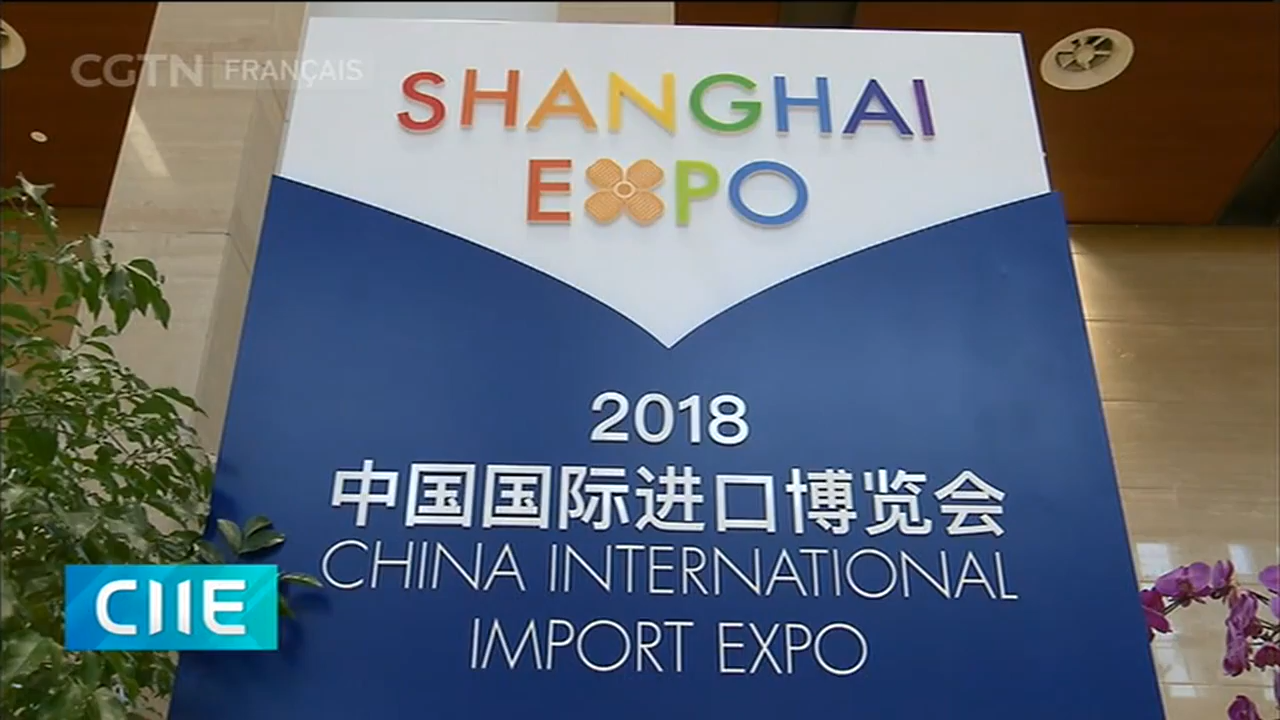 CGTN FRANÇAIS
SHANGHAI
EXPO
2018
中国国际进口博览会
CHINA INTERNATIONAL
IMPORT EXPO
CIIE